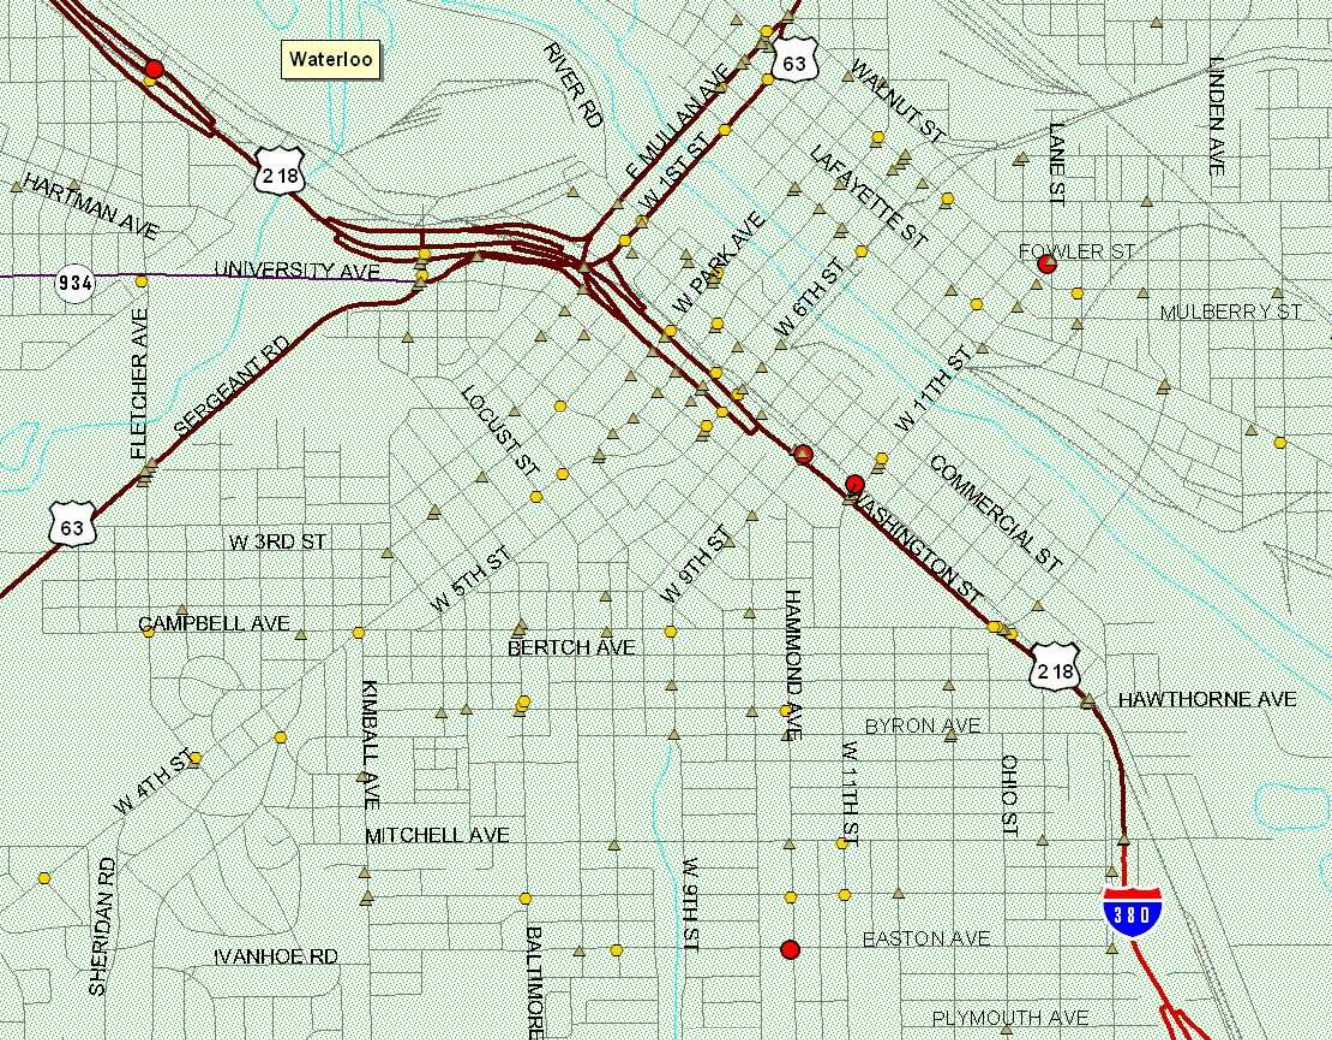 Waterloo
63
RIVER RD
WALNUT ST
LINDEN AVE
E MULLAN AVE
LANE ST
W 1ST ST
LAFAYETTE ST
218
HARTMAN AVE
W PARK AVE
FOWLER ST
UNIVERSITY AVE
934
W 6TH ST
MULBERRY ST
FLETCHER AVE
SERGEANT RD
LOCUST ST
W 11TH ST
COMMERCIAL ST
63
W 3RD ST
WASHINGTON ST
W 5TH ST
W 9TH ST
CAMPBELL AVE
BERTCH AVE
HAMMOND AVE
218
HAWTHORNE AVE
KIMBALL AVE
BYRON AVE
W 4TH ST
W 11TH ST
OHIO ST
MITCHELL AVE
SHERIDAN RD
W 9TH ST
380
IVANHOE RD
BALTIMORE
EASTON AVE
PLYMOUTH AVE